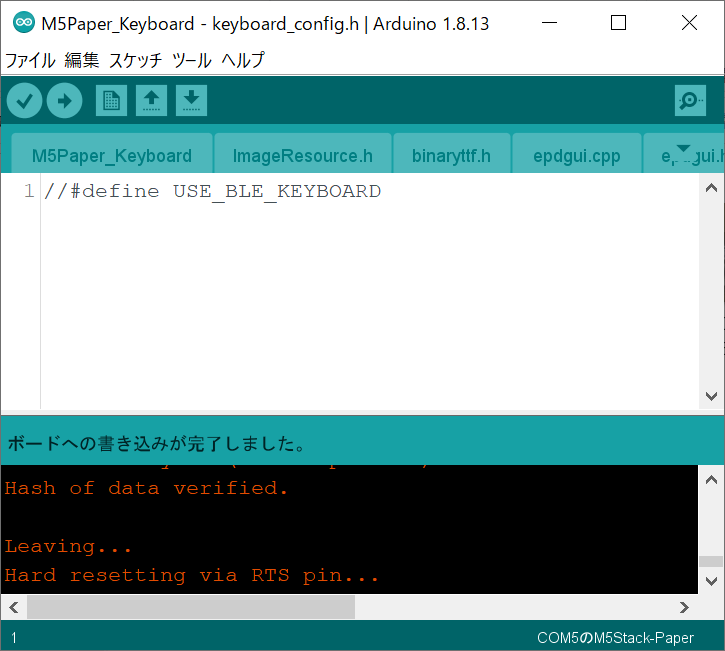 M5Paper_Keyboard - keyboard_config.h | Arduino 1.8.13
ファイル 編集 スケッチ ツール ヘルプ
M5Paper_Keyboard ImageResource.h binaryttf.h epdgui.cpp
1 //#define USE_BLE_KEYBOARD
ボードへの書き込みが完了しました。
Hash of data verified.
Leaving...
Hard resetting via RTS pin...
1 COM5のM5Stack-Paper